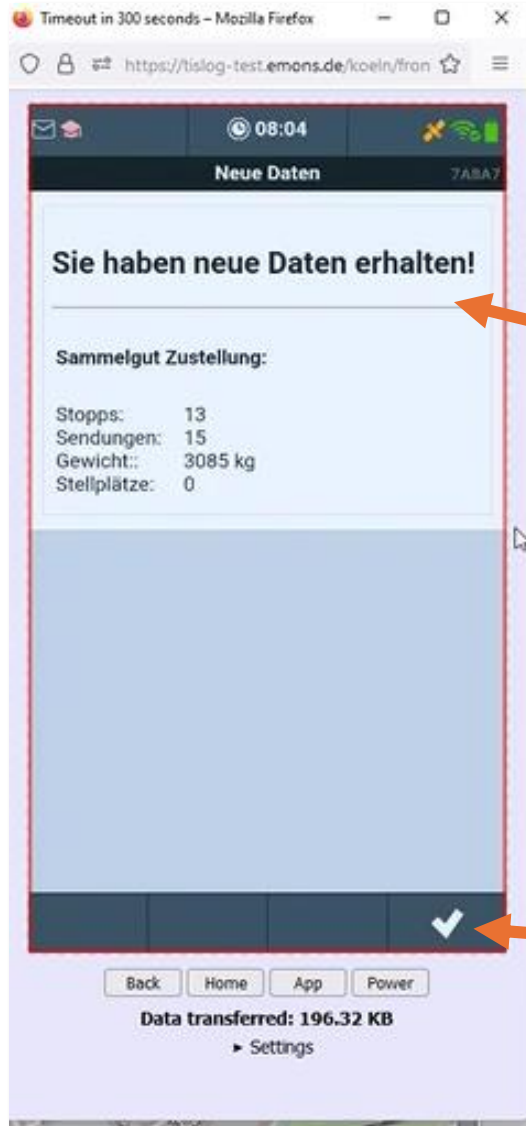 Timeout in 300 seconds – Mozilla Firefox
https://tislog-test.emons.de/koeln/fron
08:04
Neue Daten 7ABA7
Sie haben neue Daten erhalten!
Sammelgut Zustellung:
Stopps: 13
Sendungen: 15
Gewicht:: 3085 kg
Stellplätze: 0
Back Home App Power
Data transferred: 196.32 KB
▸ Settings